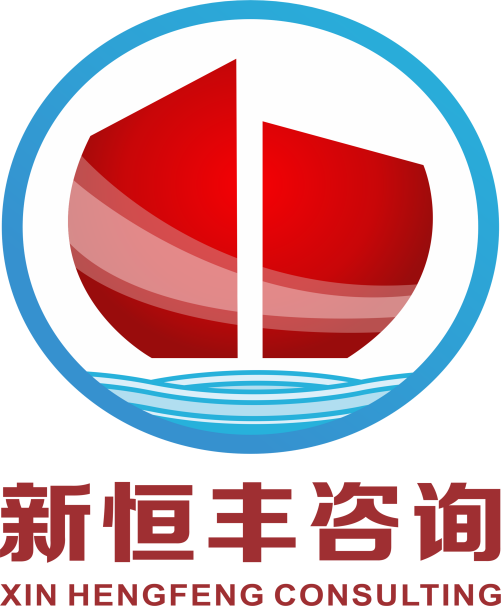 新恒丰咨询
XIN HENGFENG CONSULTING